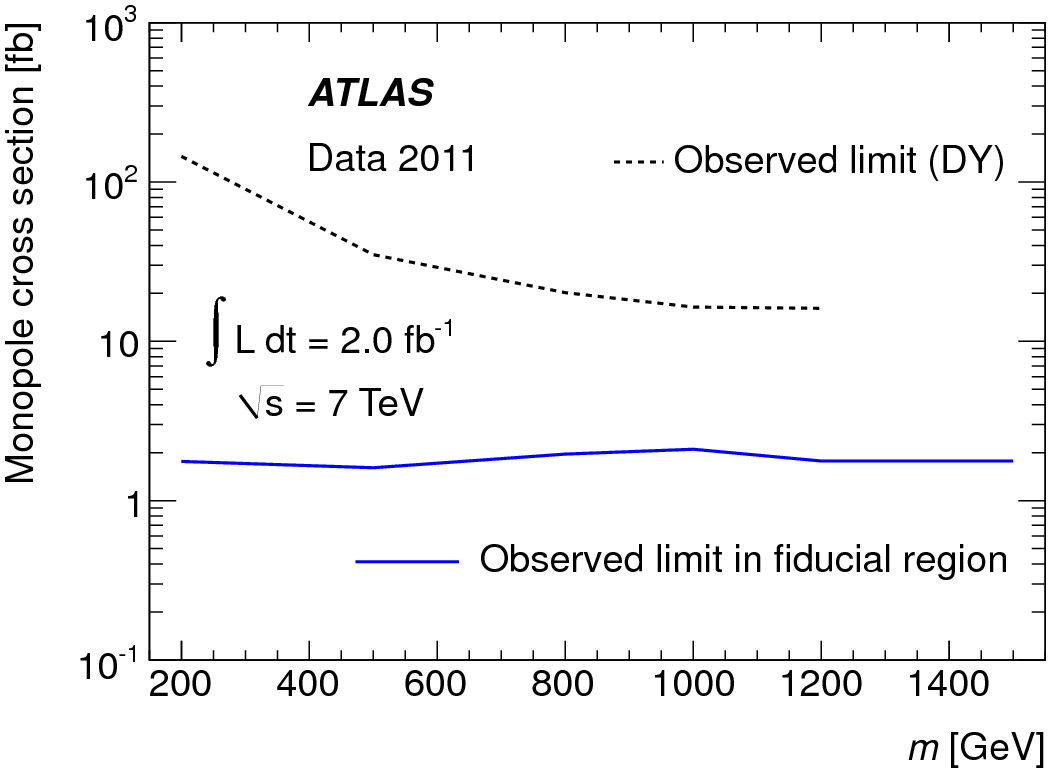 Monopole cross section [fb]
10³
10²
10
1
10⁻¹
ATLAS
Data 2011
Observed limit (DY)
∫ L dt = 2.0 fb⁻¹
√s = 7 TeV
Observed limit in fiducial region
200 400 600 800 1000 1200 1400
m [GeV]